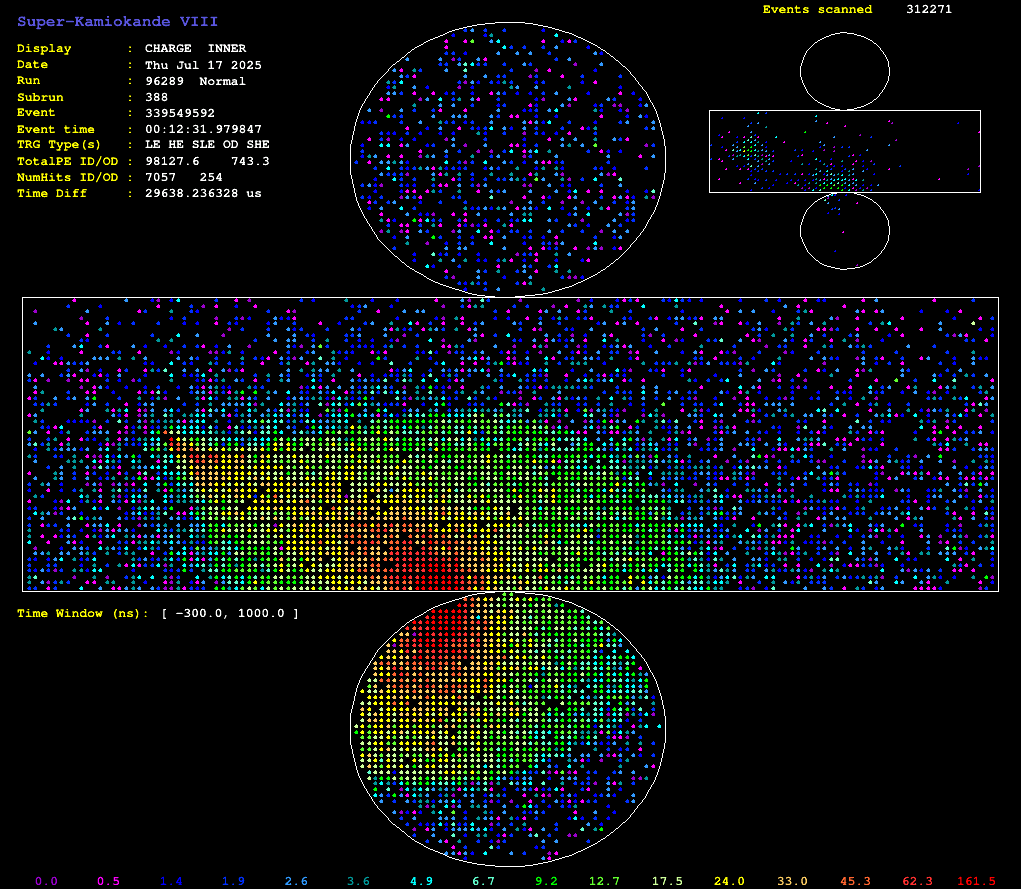 Super-Kamiokande VIII
Events scanned 312271
Display : CHARGE INNER
Date : Thu Jul 17 2025
Run : 96289 Normal
Subrun : 388
Event : 339549592
Event time : 00:12:31.979847
TRG Type(s) : LE HE SLE OD SHE
TotalPE ID/OD : 98127.6 743.3
NumHits ID/OD : 7057 254
Time Diff : 29638.236328 us
Time Window (ns): [ -300.0, 1000.0 ]
0.0 0.5 1.4 1.9 2.6 3.6 4.9 6.7 9.2 12.7 17.5 24.0 33.0 45.3 62.3 161.5